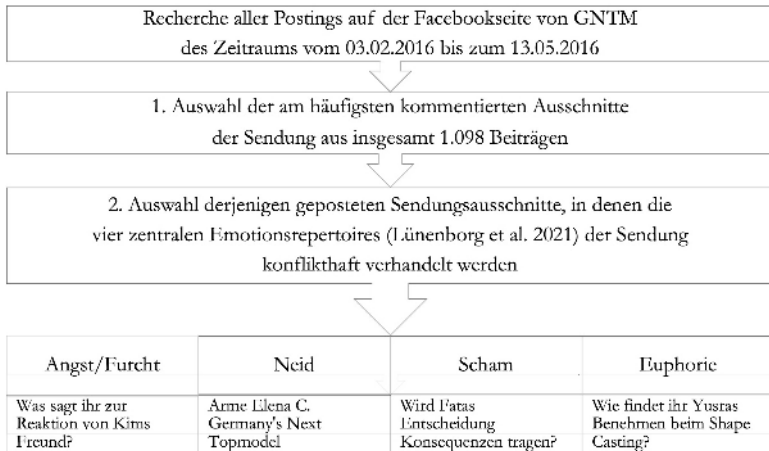 Recherche aller Postings auf der Facebookseite von GNTM
des Zeitraums vom 03.02.2016 bis zum 13.05.2016
1. Auswahl der am häufigsten kommentierten Ausschnitte
der Sendung aus insgesamt 1.098 Beiträgen
2. Auswahl derjenigen geposteten Sendungsausschnitte, in denen die
vier zentralen Emotionsrepertoires (Lünenborg et al. 2021) der Sendung
konflikthaft verhandelt werden
Angst/Furcht
Was sagt ihr zur
Reaktion von Kims
Freund?
Neid
Arme Elena C.
Germany's Next
Topmodel
Scham
Wird Fatas
Entscheidung
Konsequenzen tragen?
Euphorie
Wie findet ihr Yusras
Benehmen beim Shape
Casting?